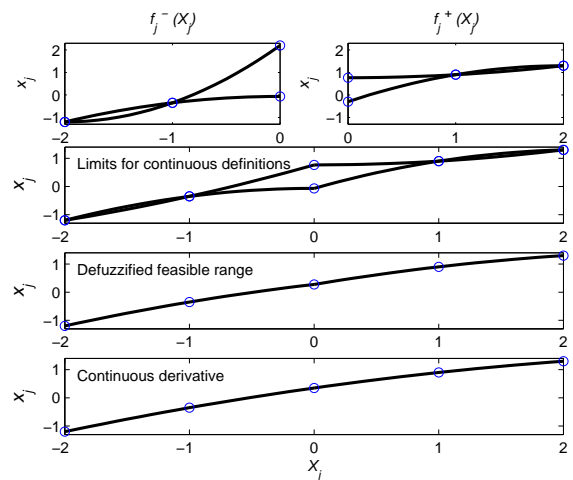 f_j^−(X_j) f_j^+(X_j)
x_j
2
1
0
−1
−2 −1 0
x_j
2
1
0
−1
0 1 2
x_j
1
0
−1
Limits for continuous definitions
−2 −1 0 1 2
x_j
1
0
−1
Defuzzified feasible range
−2 −1 0 1 2
x_j
1
0
−1
Continuous derivative
−2 −1 0 1 2
X_j